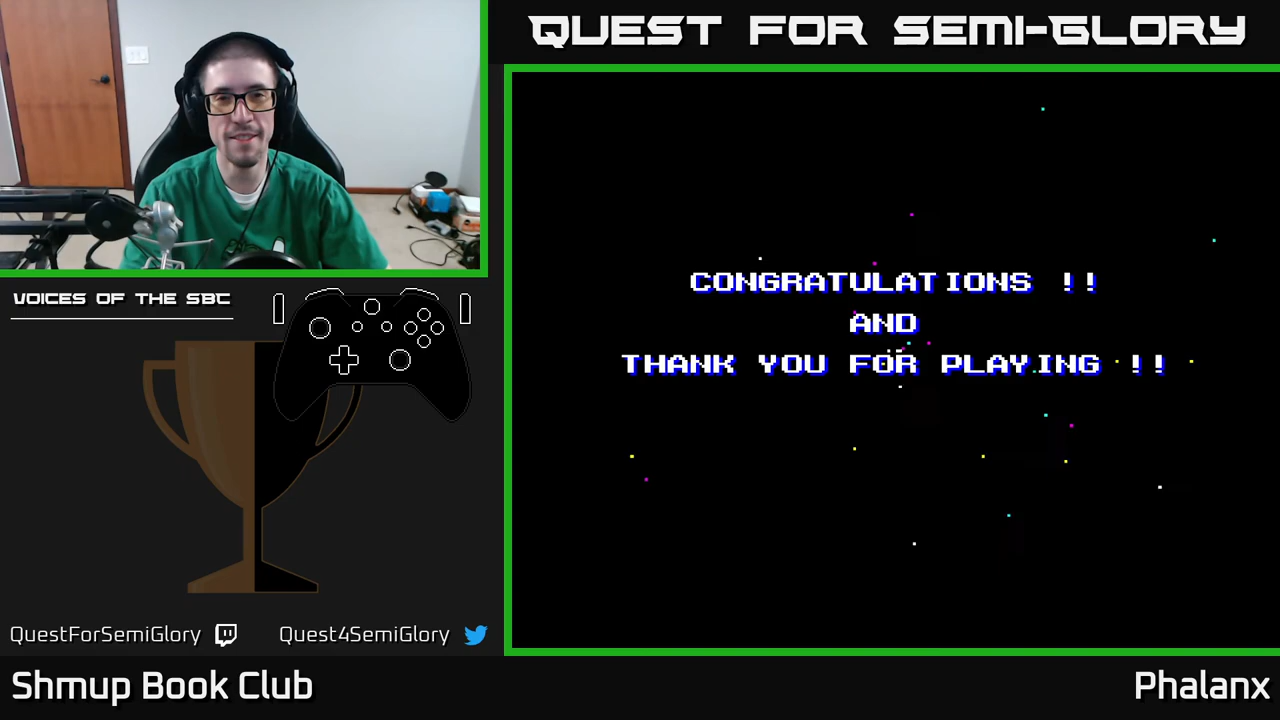 QUEST FOR SEMI-GLORY
CONGRATULATIONS !!
AND
THANK YOU FOR PLAYING !!
VOICES OF THE SBC
QuestForSemiGlory
Quest4SemiGlory
Shmup Book Club
Phalanx